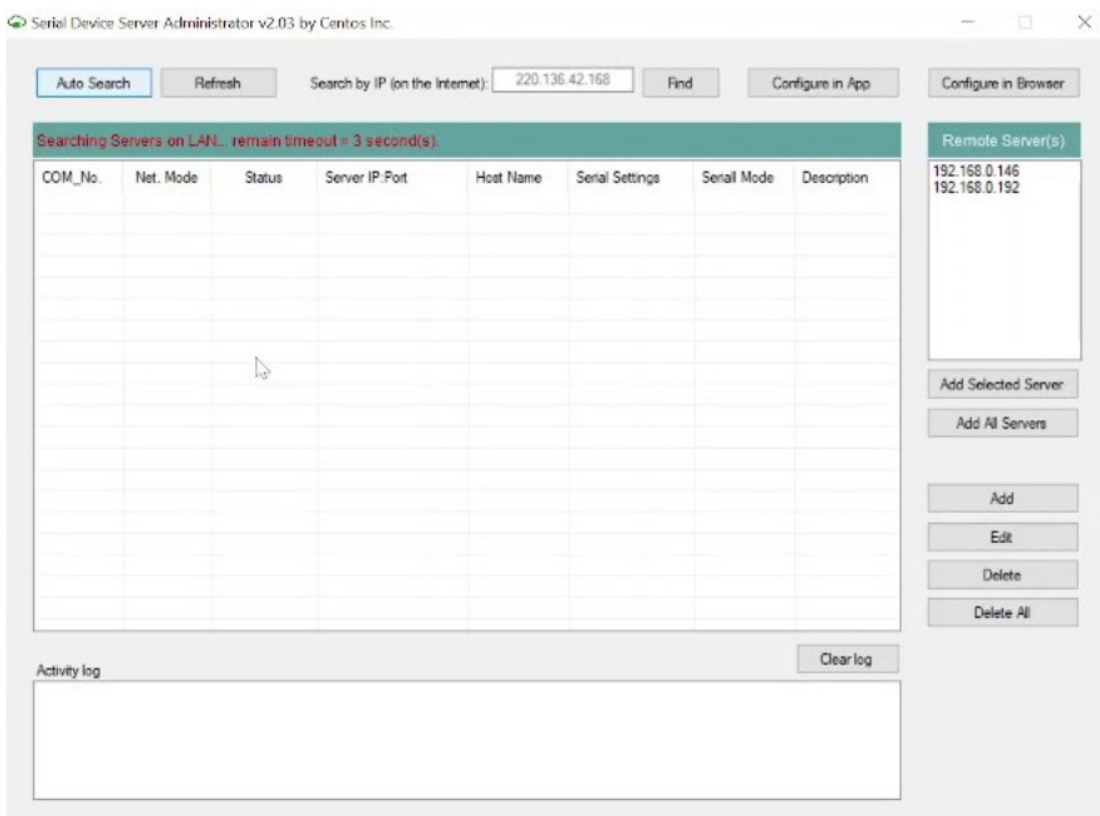 Serial Device Server Administrator v2.03 by Centos Inc.
Auto Search Refresh Search by IP (on the Internet): 220.136.42.168 Find Configure in App Configure in Browser
Searching Servers on LAN... remain timeout = 3 second(s). Remote Server(s)
COM_No. Net. Mode Status Server IP:Port Host Name Serial Settings Serial Mode Description
192.168.0.146
192.168.0.192
Add Selected Server
Add All Servers
Add
Edit
Delete
Delete All
Activity log Clear log